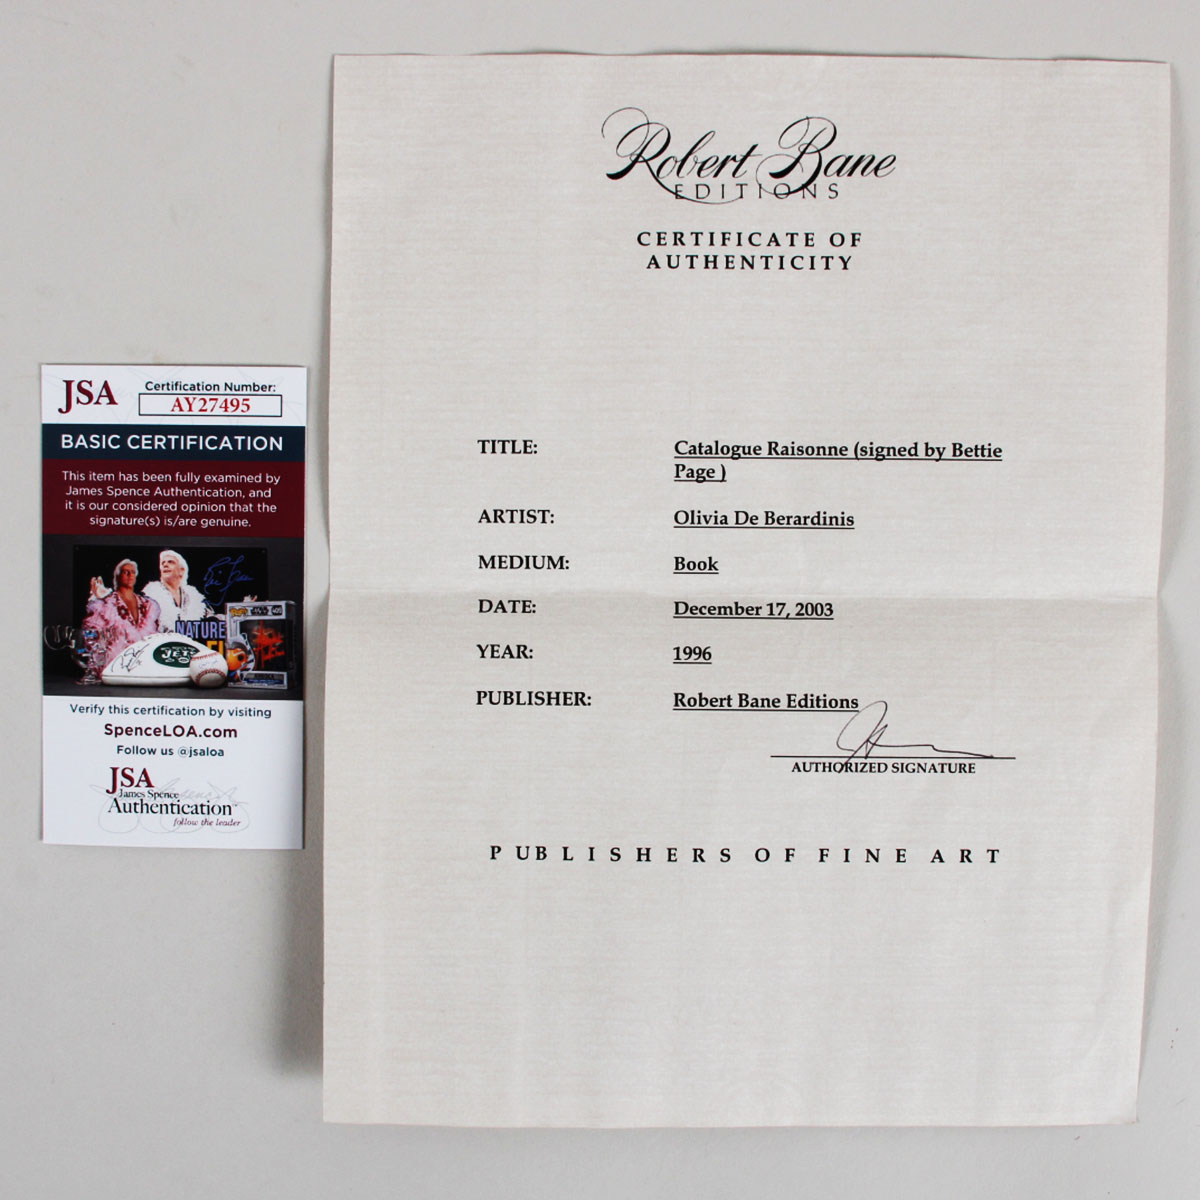 JSA
Certification Number:
AY27495
BASIC CERTIFICATION
This item has been fully examined by
James Spence Authentication, and
it is our considered opinion that the
signature(s) is/are genuine.
NATURE
JETS
Verify this certification by visiting
SpenceLOA.com
Follow us @jsaloa
JSA
James Spence
Authentication
follow the leader
Robert Bane
EDITIONS
CERTIFICATE OF
AUTHENTICITY
TITLE: Catalogue Raisonne (signed by Bettie
Page )
ARTIST: Olivia De Berardinis
MEDIUM: Book
DATE: December 17, 2003
YEAR: 1996
PUBLISHER: Robert Bane Editions
AUTHORIZED SIGNATURE
PUBLISHERS OF FINE ART